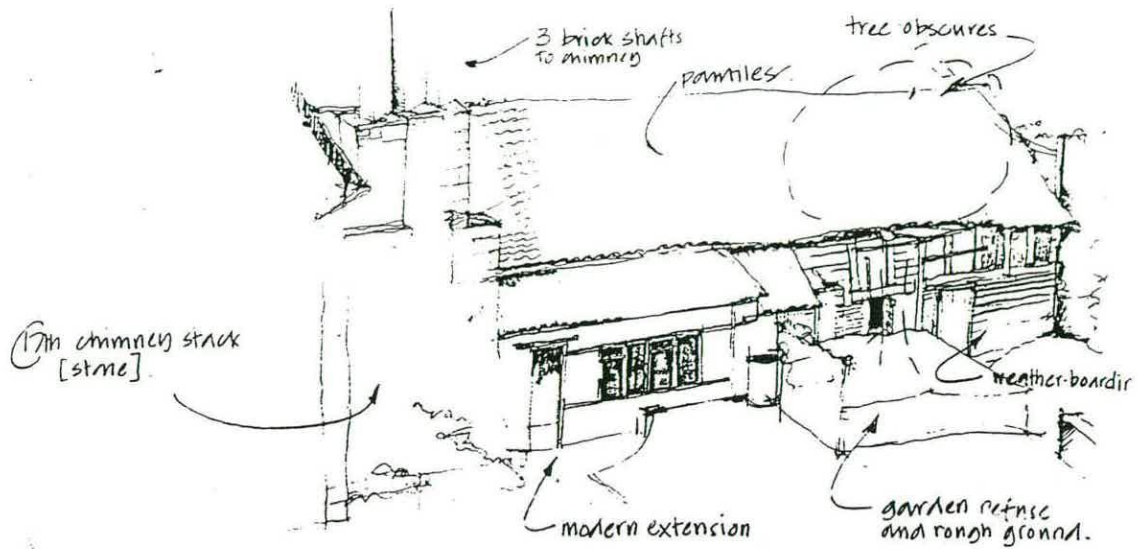 3 brick shafts
to chimney
tree obscures
pantiles.
17th chimney stack
[stone]
weather-boardin
modern extension
garden refuse
and rough ground.